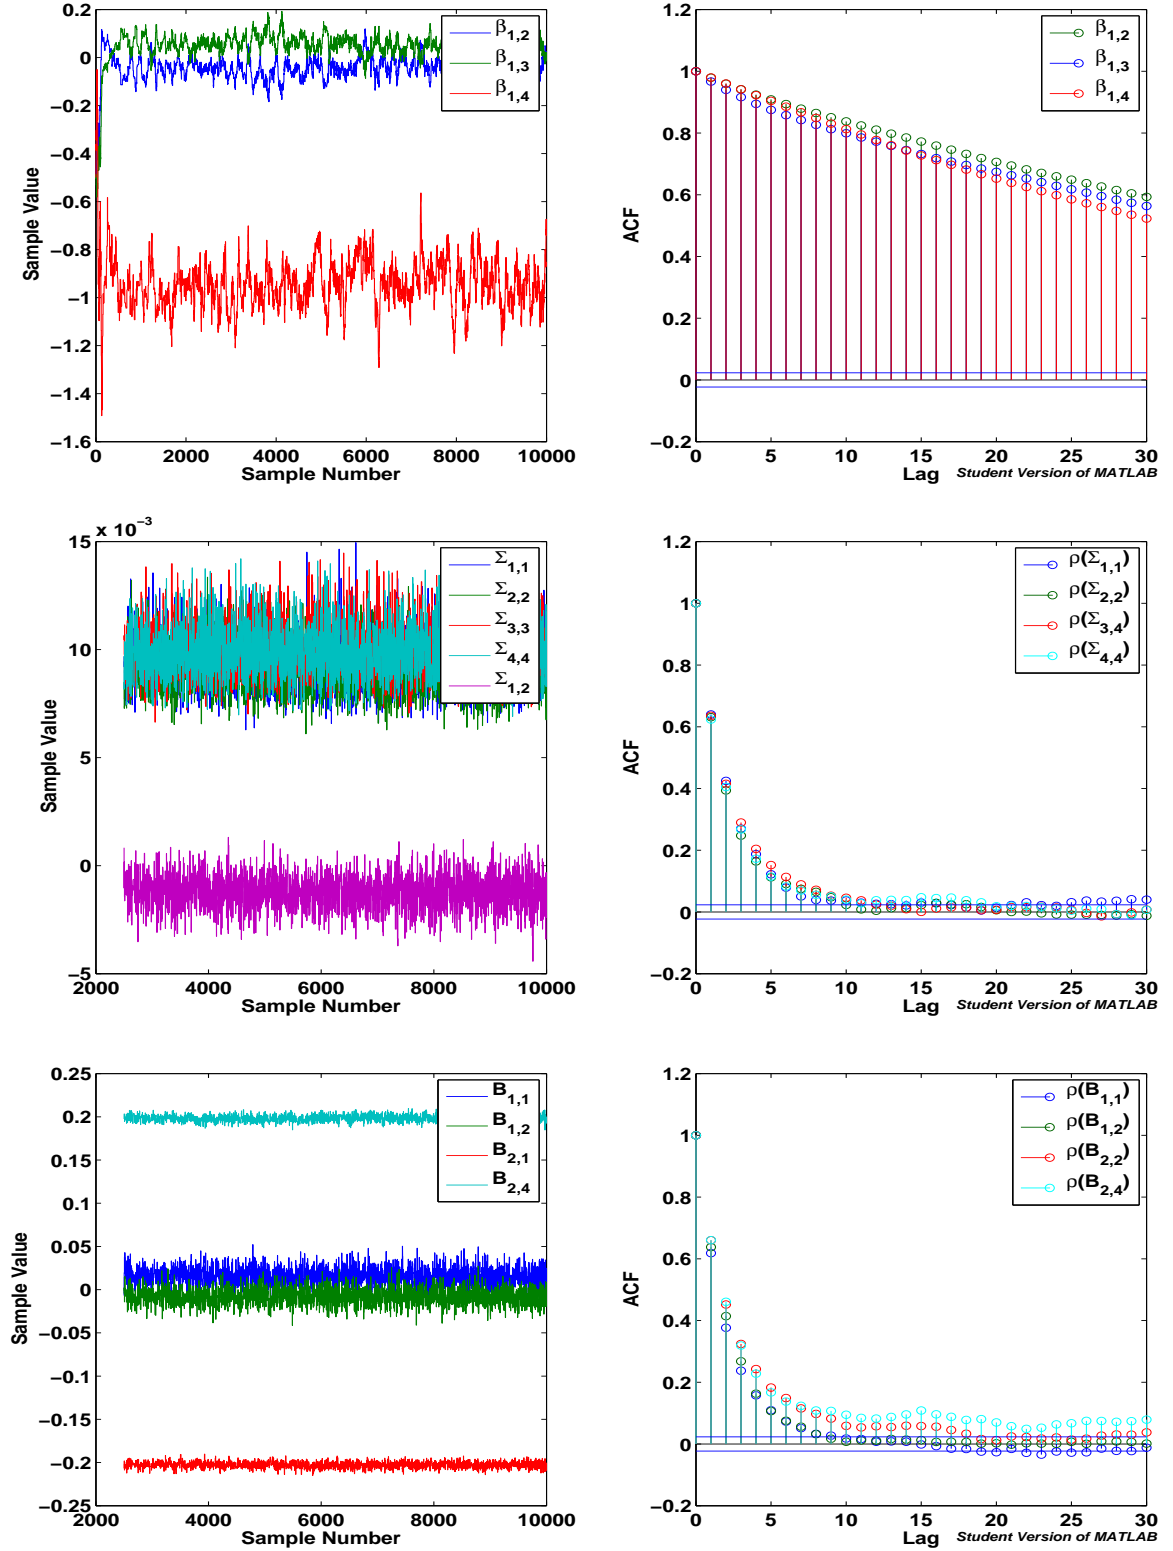 0.2
0
−0.2
−0.4
−0.6
−0.8
−1
−1.2
−1.4
−1.6
0 2000 4000 6000 8000 10000
Sample Number
Sample Value
β1,2
β1,3
β1,4
1.2
1
0.8
0.6
0.4
0.2
0
−0.2
0 5 10 15 20 25 30
Lag
ACF
β1,2
β1,3
β1,4
Student Version of MATLAB
x 10−3
15
10
5
0
−5
2000 4000 6000 8000 10000
Sample Number
Sample Value
Σ1,1
Σ2,2
Σ3,3
Σ4,4
Σ1,2
1.2
1
0.8
0.6
0.4
0.2
0
−0.2
0 5 10 15 20 25 30
Lag
ACF
ρ(Σ1,1)
ρ(Σ2,2)
ρ(Σ3,4)
ρ(Σ4,4)
Student Version of MATLAB
0.25
0.2
0.15
0.1
0.05
0
−0.05
−0.1
−0.15
−0.2
−0.25
2000 4000 6000 8000 10000
Sample Number
Sample Value
B1,1
B1,2
B2,1
B2,4
1.2
1
0.8
0.6
0.4
0.2
0
−0.2
0 5 10 15 20 25 30
Lag
ACF
ρ(B1,1)
ρ(B1,2)
ρ(B2,2)
ρ(B2,4)
Student Version of MATLAB